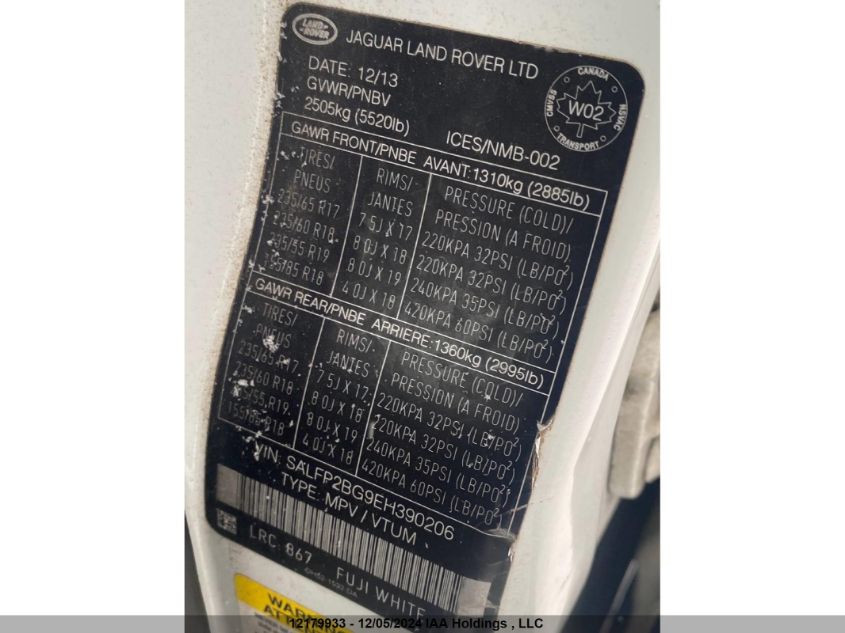 LAND-
ROVER
JAGUAR LAND ROVER LTD
DATE: 12/13
GVWR/PNBV
2505kg (5520lb)
ICES/NMB-002
CANADA
CMVSS
NSVAC
W02
TRANSPORT
GAWR FRONT/PNBE AVANT:1310kg (2885lb)
TIRES/ RIMS/ PRESSURE (COLD)/
PNEUS JANTES PRESSION (A FROID)
235/65 R17 7.5J X 17 220KPA 32PSI (LB/PO²)
235/60 R18 8.0J X 18 220KPA 32PSI (LB/PO²)
235/55 R19 8.0J X 19 240KPA 35PSI (LB/PO²)
155/85 R18 4.0J X 18 420KPA 60PSI (LB/PO²)
GAWR REAR/PNBE ARRIERE:1360kg (2995lb)
TIRES/ RIMS/ PRESSURE (COLD)/
PNEUS JANTES PRESSION (A FROID)
235/65 R17 7.5J X 17 220KPA 32PSI (LB/PO²)
235/60 R18 8.0J X 18 220KPA 32PSI (LB/PO²)
235/55 R19 8.0J X 19 240KPA 35PSI (LB/PO²)
155/85 R18 4.0J X 18 420KPA 60PSI (LB/PO²)
VIN: SALFP2BG9EH390206
TYPE: MPV / VTUM
LRC 867 FUJI WHITE
WARNING
12179933 - 12/05/2024 IAA Holdings , LLC